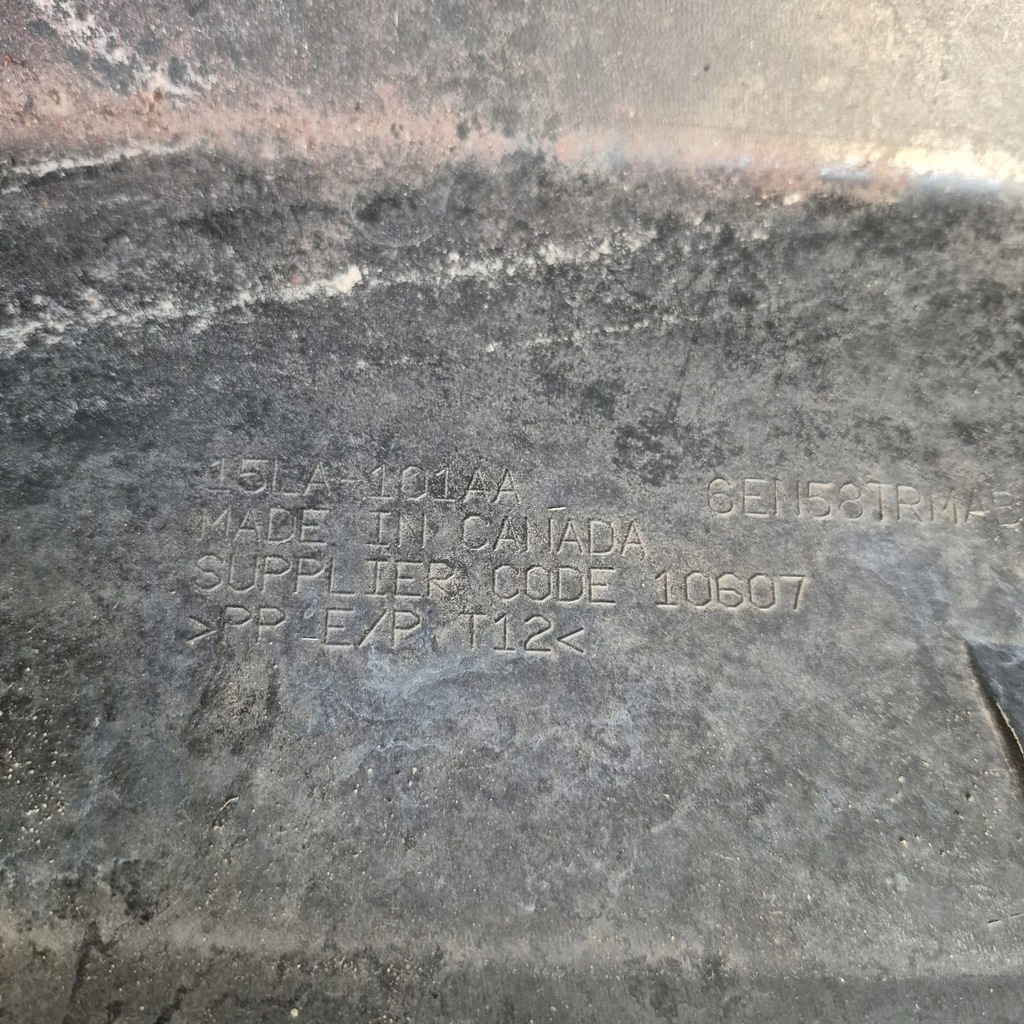 15LA-101AA
MADE IN CANADA
SUPPLIER CODE 10607
>PP-E/P T12<
6EN58TRMAB